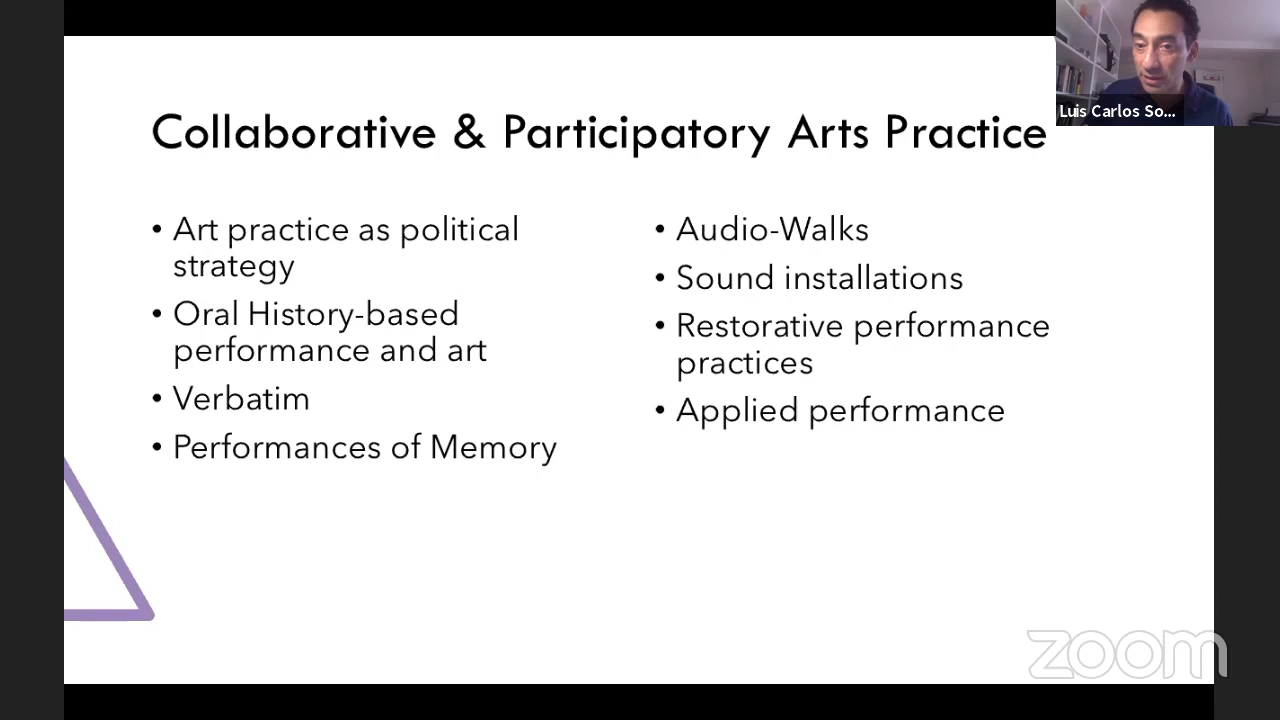 Collaborative & Participatory Arts Practice
• Art practice as political
strategy
• Oral History-based
performance and art
• Verbatim
• Performances of Memory
• Audio-Walks
• Sound installations
• Restorative performance
practices
• Applied performance
Luis Carlos So...
zoom